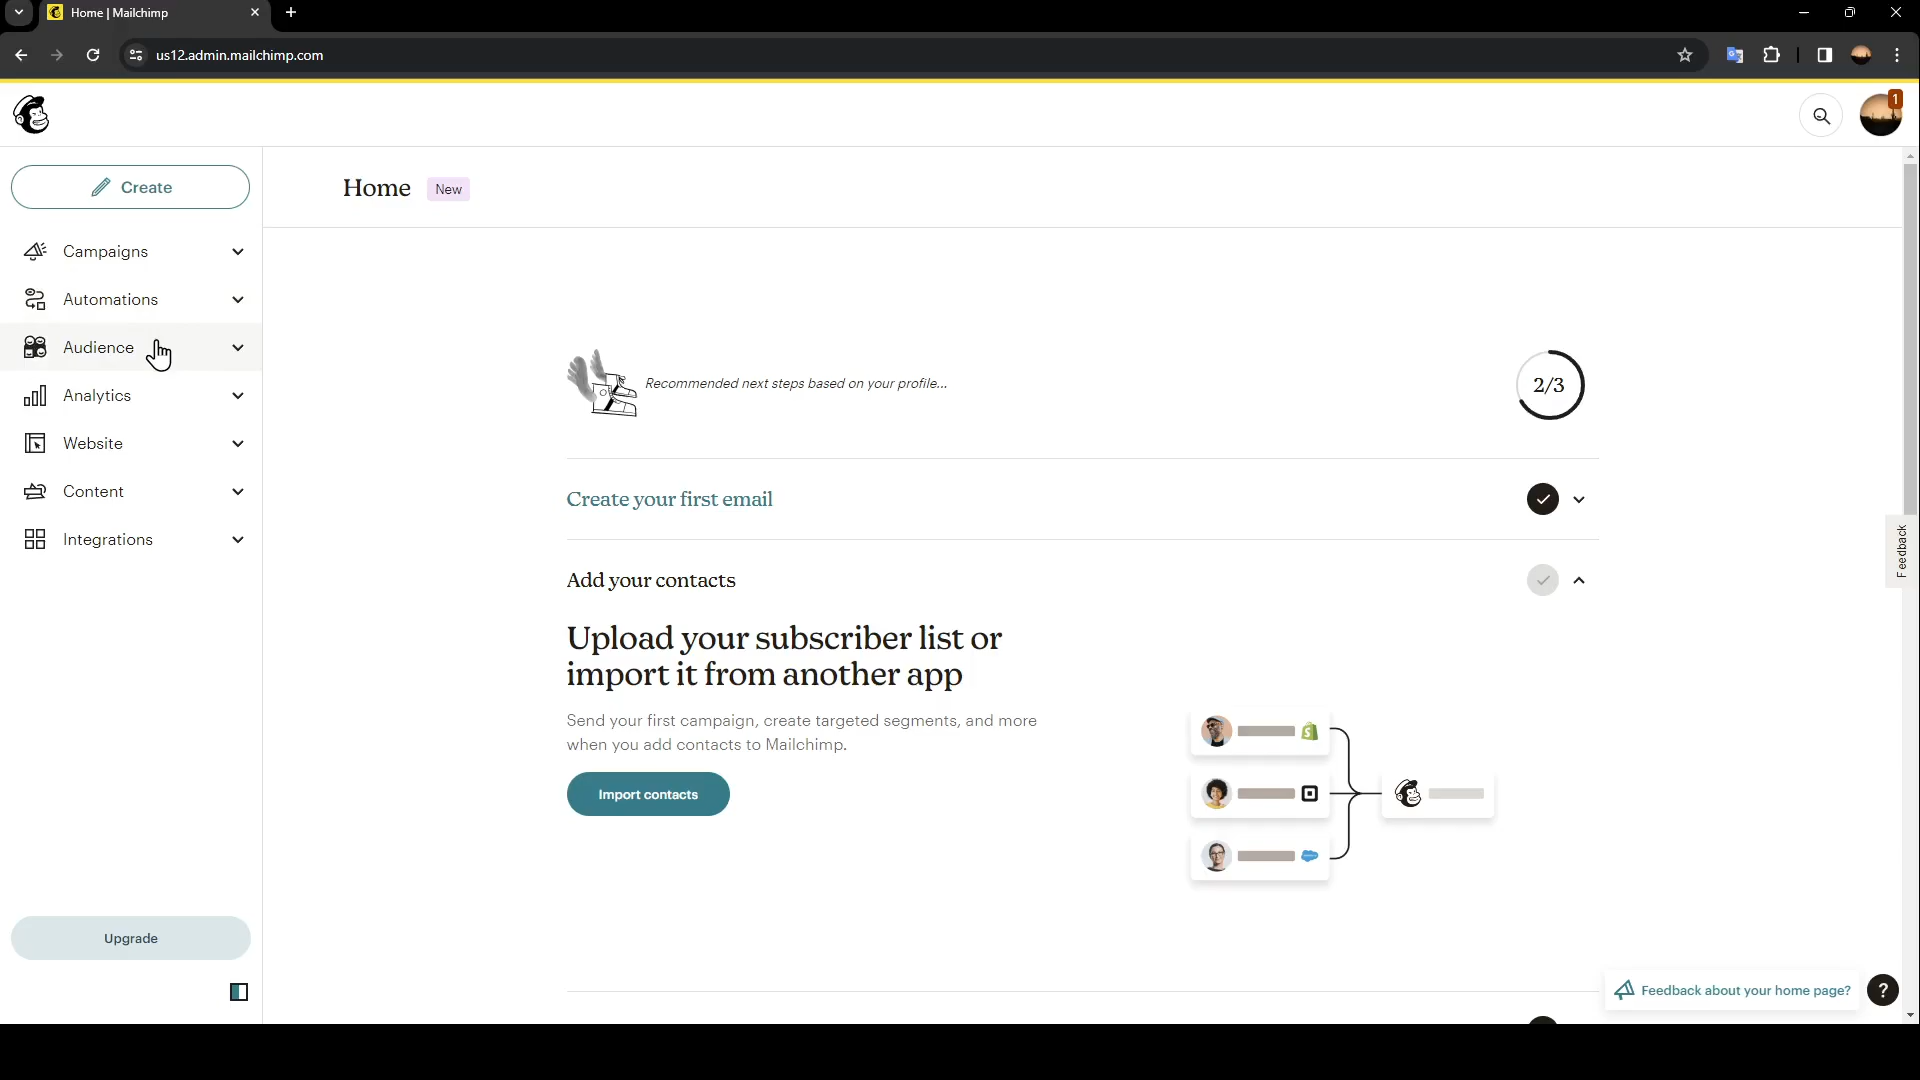 Home | Mailchimp
us12.admin.mailchimp.com
1
Create
Home New
Campaigns
Automations
Audience
Analytics
Website
Content
Integrations
Recommended next steps based on your profile...
2/3
Create your first email
Add your contacts
Upload your subscriber list or
import it from another app
Send your first campaign, create targeted segments, and more
when you add contacts to Mailchimp.
Import contacts
Feedback
Upgrade
Feedback about your home page?
?